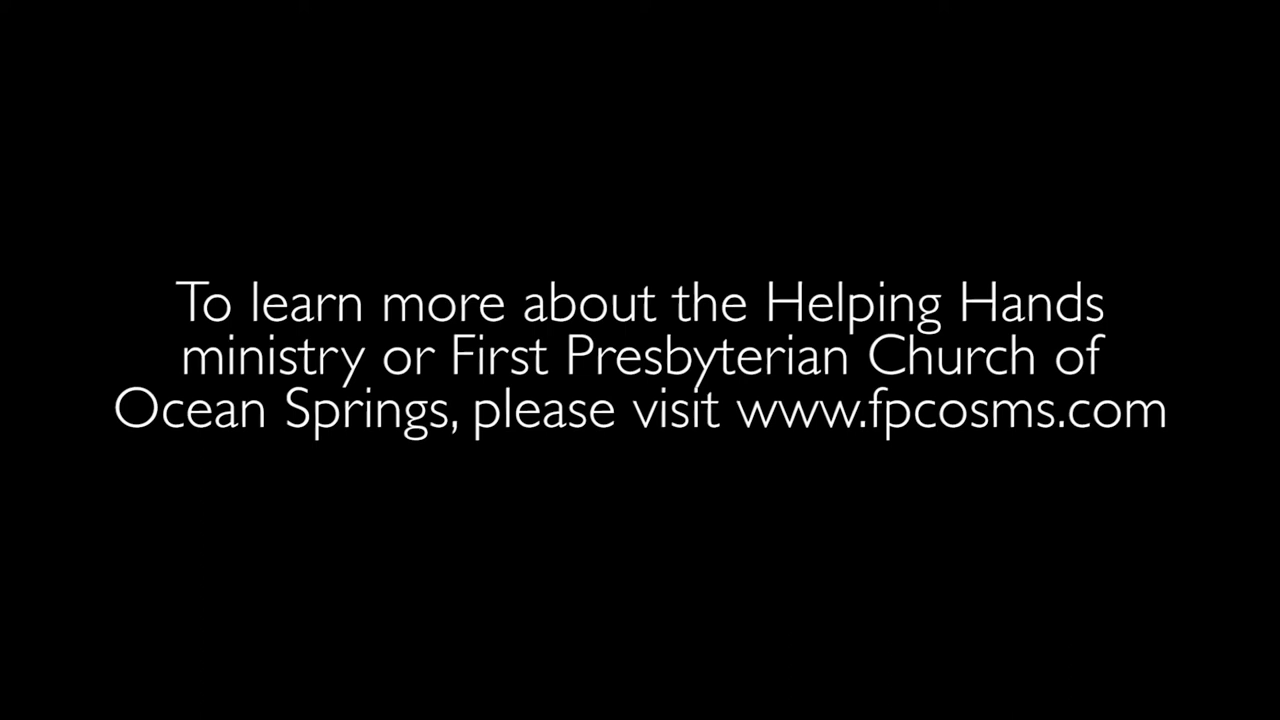 To learn more about the Helping Hands
ministry or First Presbyterian Church of
Ocean Springs, please visit www.fpcosms.com